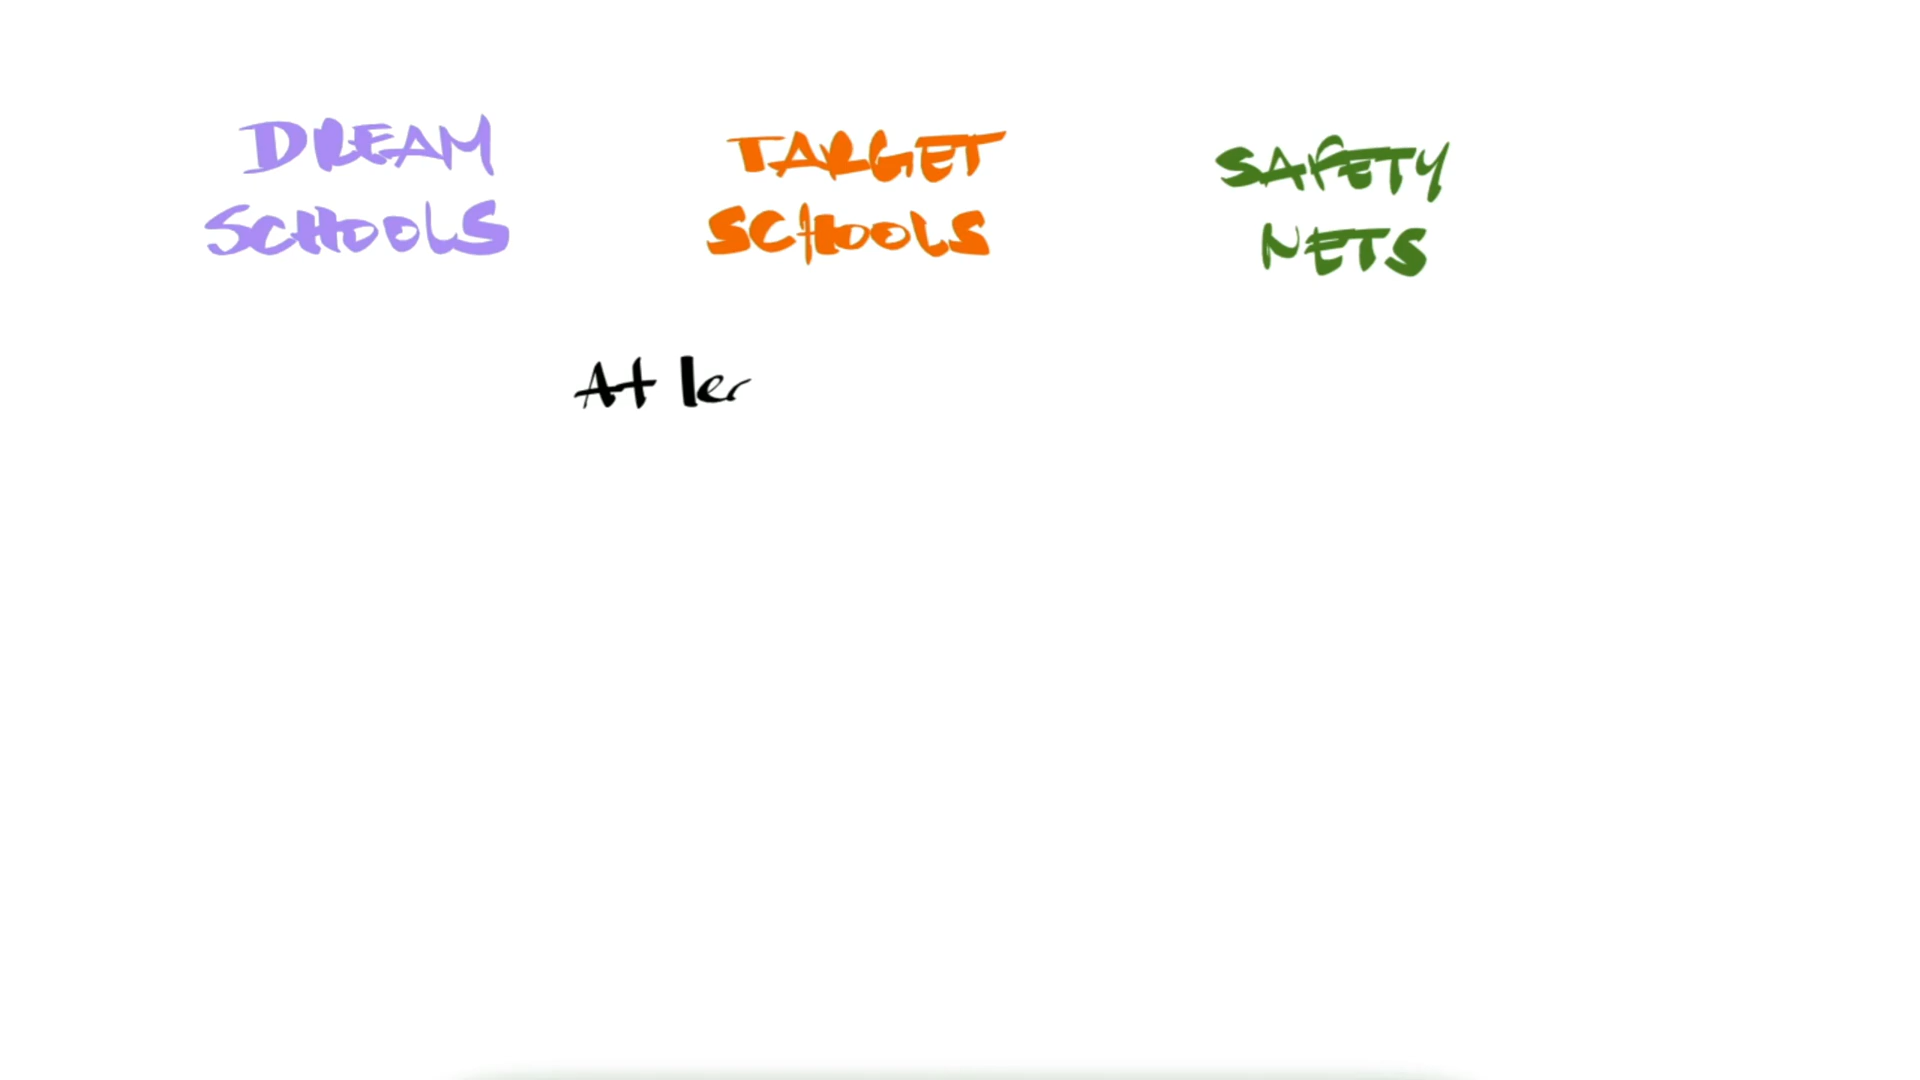 DREAM
SCHOOLS
TARGET
SCHOOLS
SAFETY
NETS
At